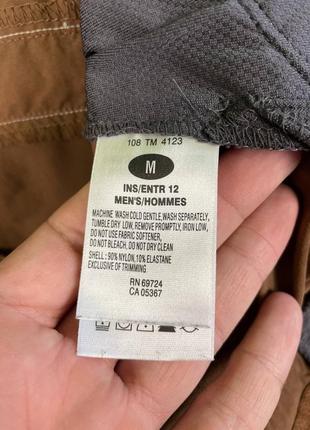 108 TM 4123
M
INS/ENTR 12
MEN'S/HOMMES
MACHINE WASH COLD GENTLE, WASH SEPARATELY,
TUMBLE DRY LOW, REMOVE PROMPTLY, IRON LOW,
DO NOT USE FABRIC SOFTENER,
DO NOT BLEACH, DO NOT DRY CLEAN
SHELL : 90% NYLON, 10% ELASTANE
EXCLUSIVE OF TRIMMING
RN 69724
CA 05367